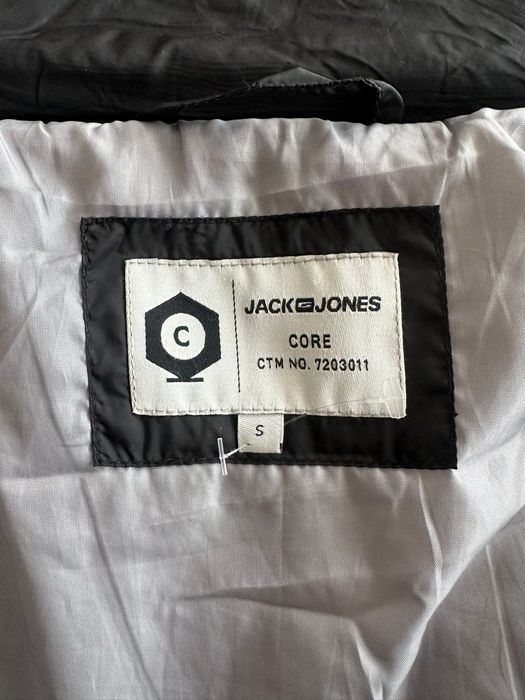 C
JACK JONES
CORE
CTM NO. 7203011
S